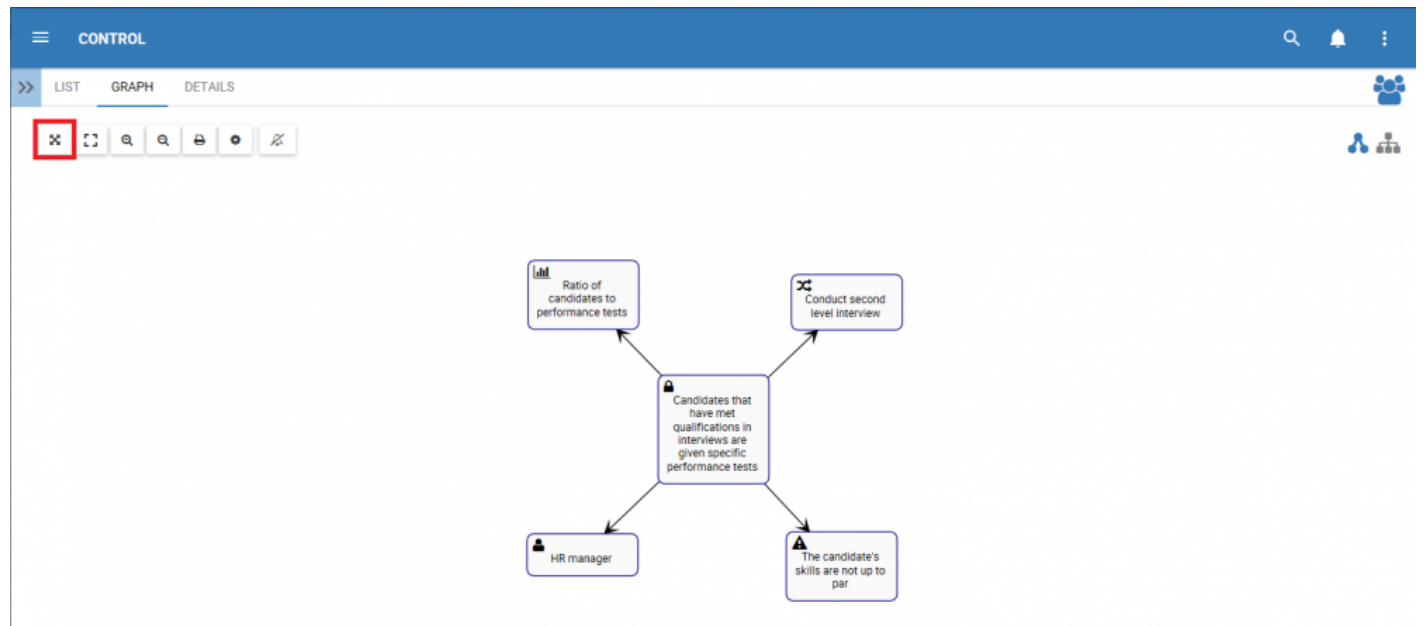 CONTROL
LIST GRAPH DETAILS
Ratio of
candidates to
performance tests
Conduct second
level interview
Candidates that
have met
qualifications in
interviews are
given specific
performance tests
HR manager
The candidate's
skills are not up to
par